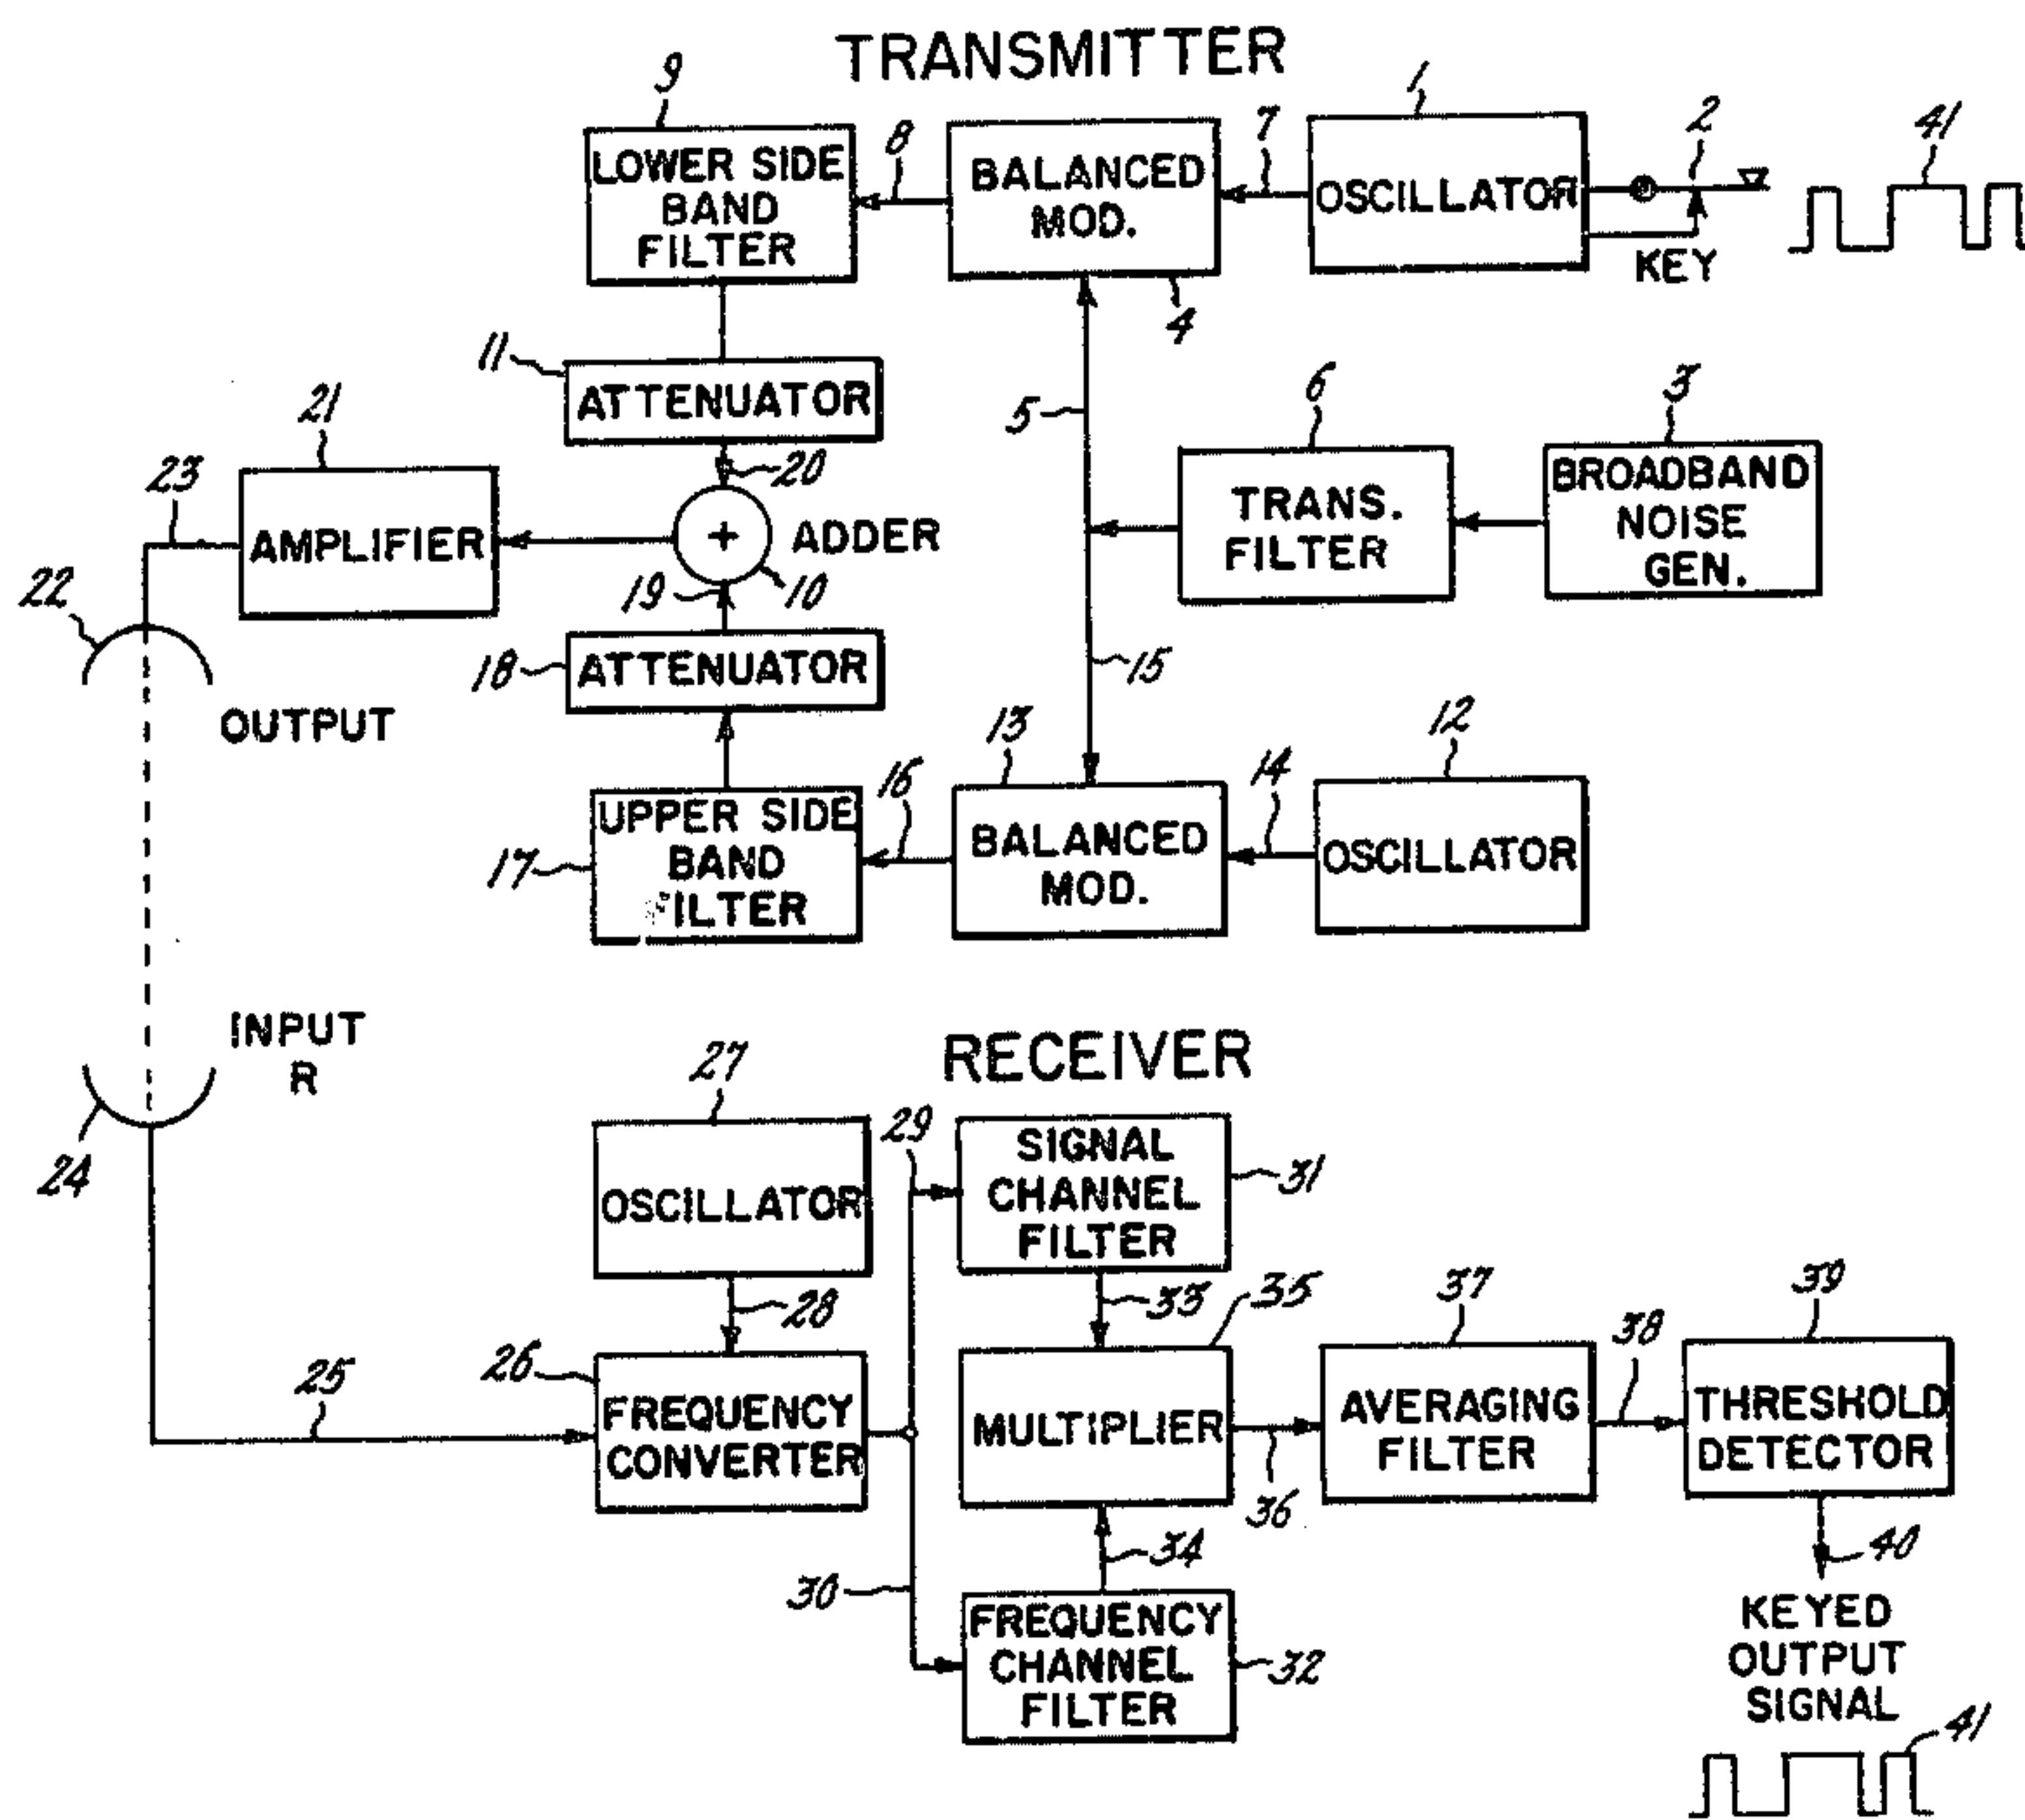 TRANSMITTER
9
8
7
1
2
41
LOWER SIDE
BAND
FILTER
BALANCED
MOD.
OSCILLATOR
KEY
4
11
ATTENUATOR
5
6
3
21
23
20
TRANS.
FILTER
BROADBAND
NOISE
GEN.
AMPLIFIER
+
ADDER
22
19
10
18
ATTENUATOR
15
OUTPUT
13
12
16
14
UPPER SIDE
BAND
FILTER
17
BALANCED
MOD.
OSCILLATOR
INPUT
R
RECEIVER
27
29
24
OSCILLATOR
SIGNAL
CHANNEL
FILTER
31
28
33
35
37
38
39
26
25
FREQUENCY
CONVERTER
MULTIPLIER
AVERAGING
FILTER
THRESHOLD
DETECTOR
36
34
40
30
FREQUENCY
CHANNEL
FILTER
32
KEYED
OUTPUT
SIGNAL
41